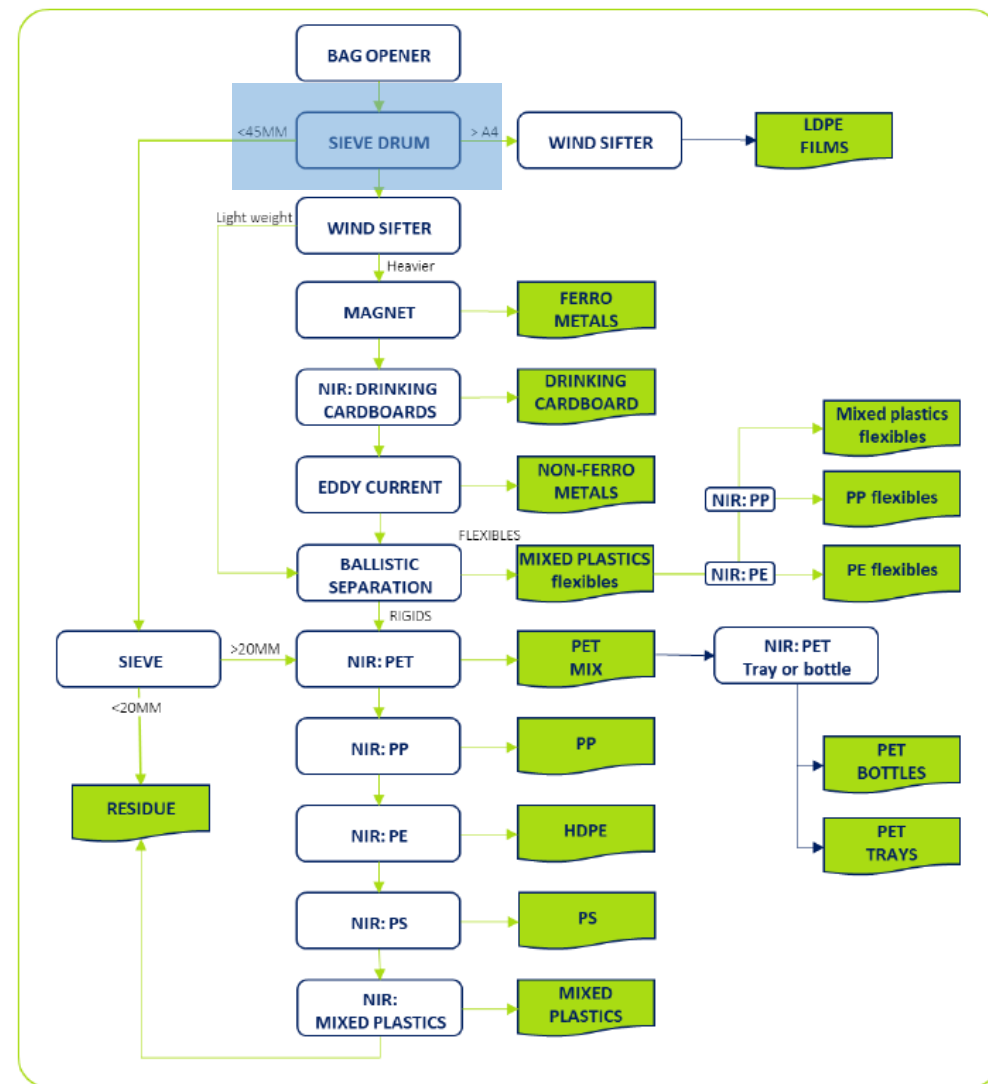 BAG OPENER
<45MM
SIEVE DRUM
> A4
WIND SIFTER
LDPE
FILMS
Light weight
WIND SIFTER
Heavier
MAGNET
FERRO
METALS
NIR: DRINKING
CARDBOARDS
DRINKING
CARDBOARD
Mixed plastics
flexibles
EDDY CURRENT
NON-FERRO
METALS
NIR: PP
PP flexibles
FLEXIBLES
BALLISTIC
SEPARATION
MIXED PLASTICS
flexibles
NIR: PE
PE flexibles
RIGIDS
SIEVE
>20MM
NIR: PET
PET
MIX
NIR: PET
Tray or bottle
<20MM
NIR: PP
PP
PET
BOTTLES
RESIDUE
NIR: PE
HDPE
PET
TRAYS
NIR: PS
PS
NIR:
MIXED PLASTICS
MIXED
PLASTICS